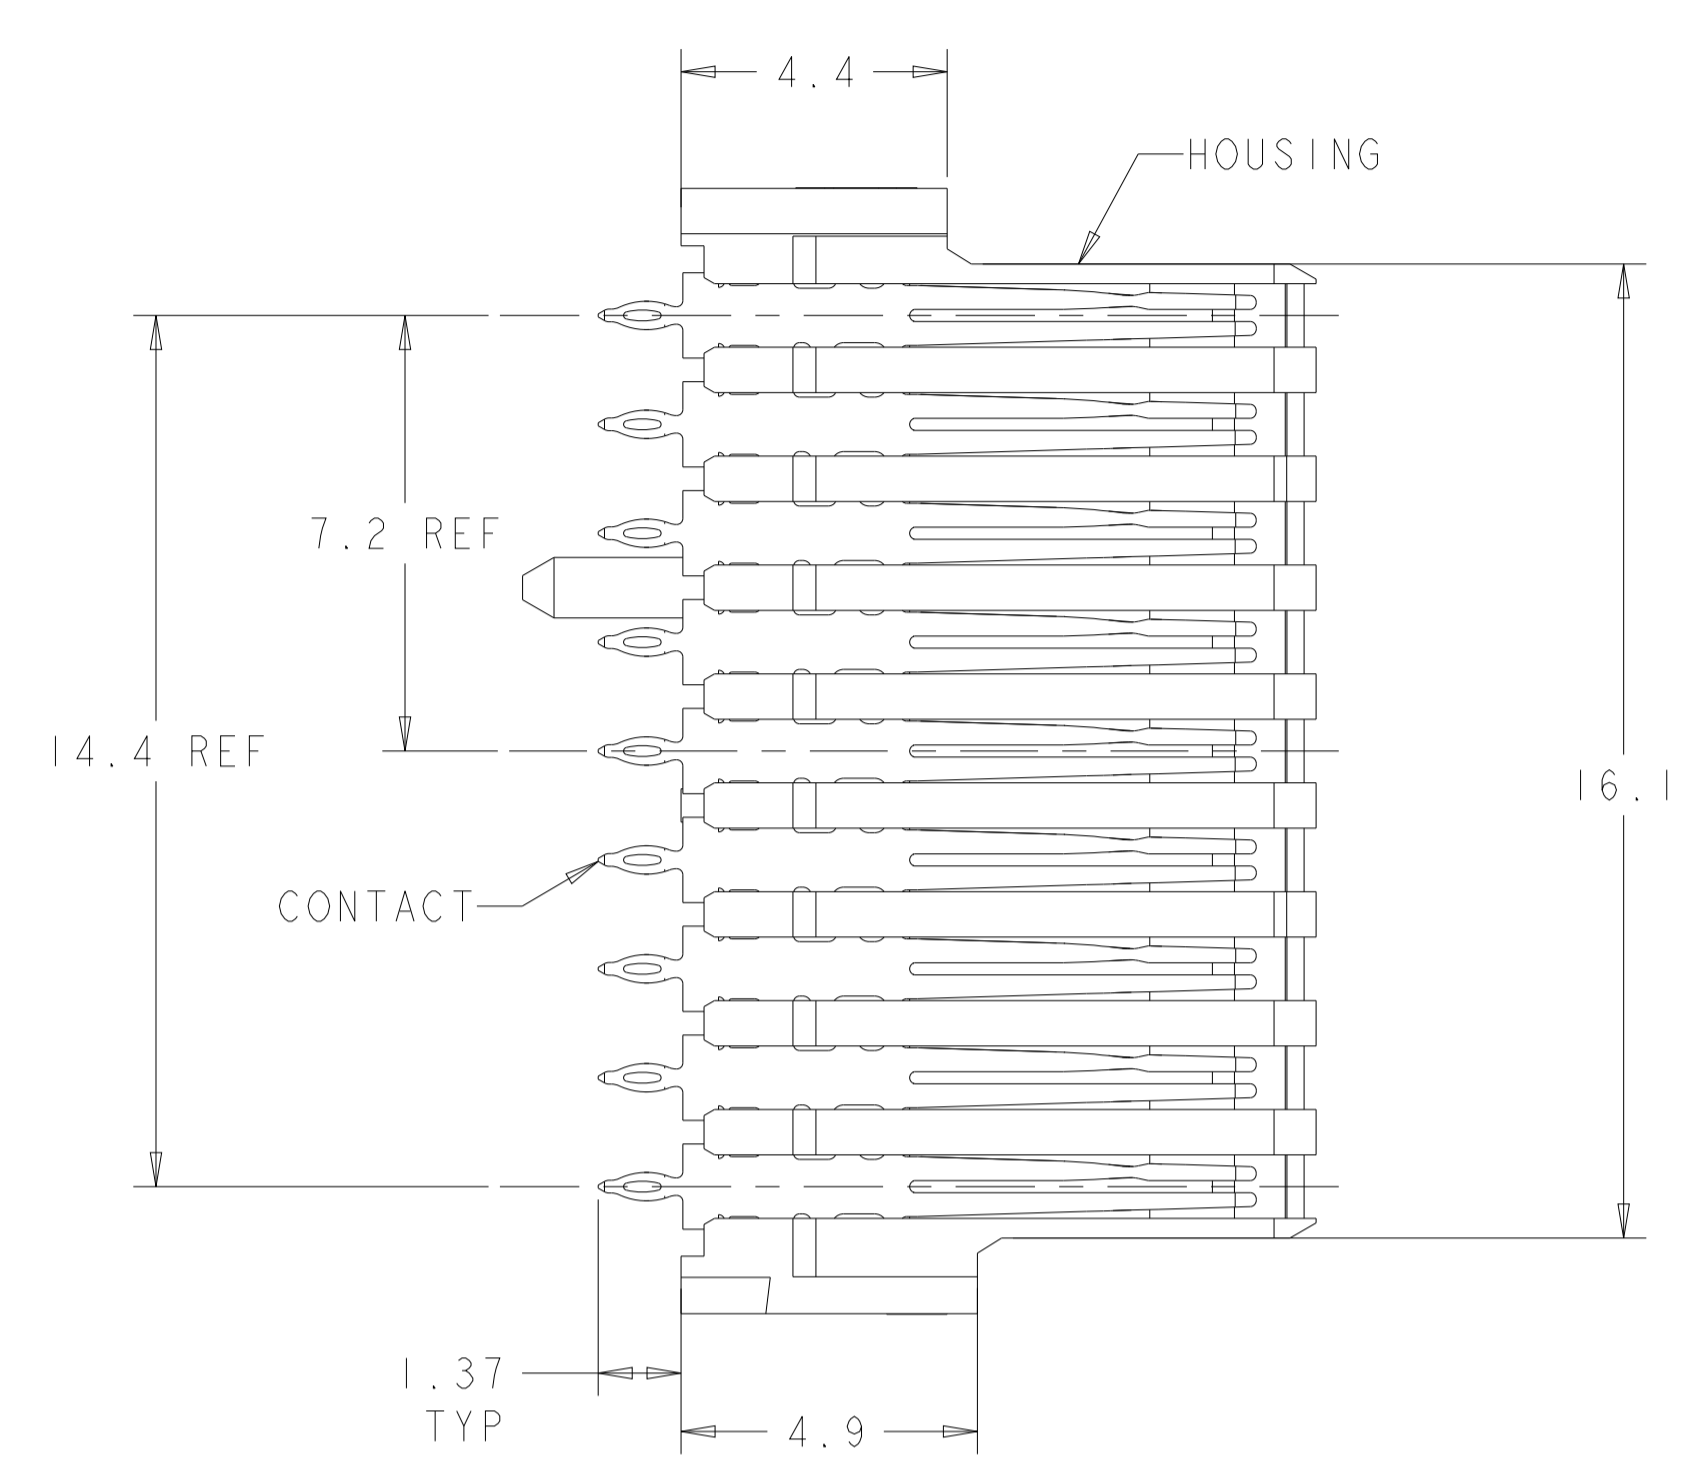 4.4
HOUSING
7.2 REF
14.4 REF
16.1
CONTACT
1.37
TYP
4.9